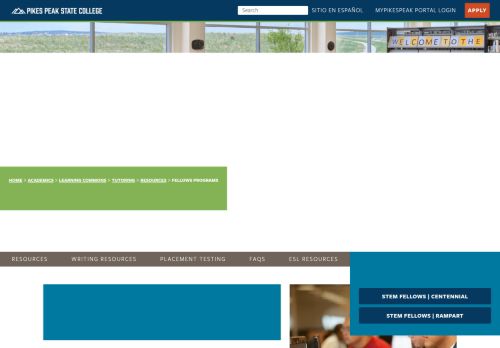 PIKES PEAK STATE COLLEGE
Search
SITIO EN ESPAÑOL
MYPIKESPEAK PORTAL LOGIN
APPLY
WELCOME TO THE
HOME > ACADEMICS > LEARNING COMMONS > TUTORING > RESOURCES > FELLOWS PROGRAMS
RESOURCES
WRITING RESOURCES
PLACEMENT TESTING
FAQS
ESL RESOURCES
STEM FELLOWS | CENTENNIAL
STEM FELLOWS | RAMPART